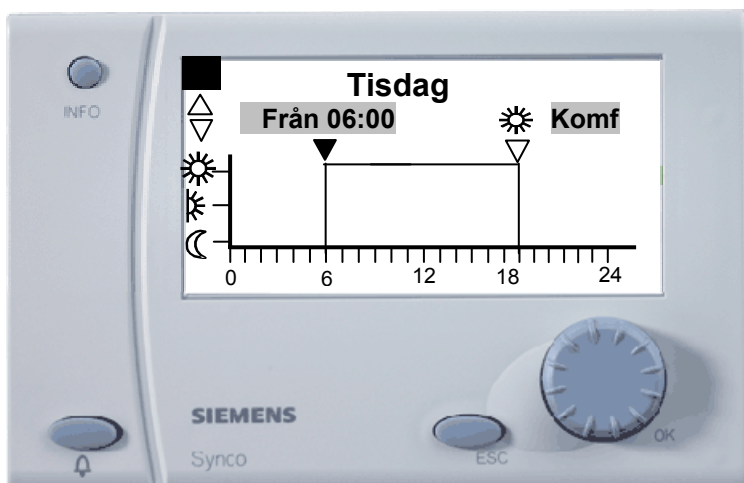 INFO
Tisdag
Från 06:00 Komf
0 6 12 18 24
SIEMENS
Synco
ESC
OK